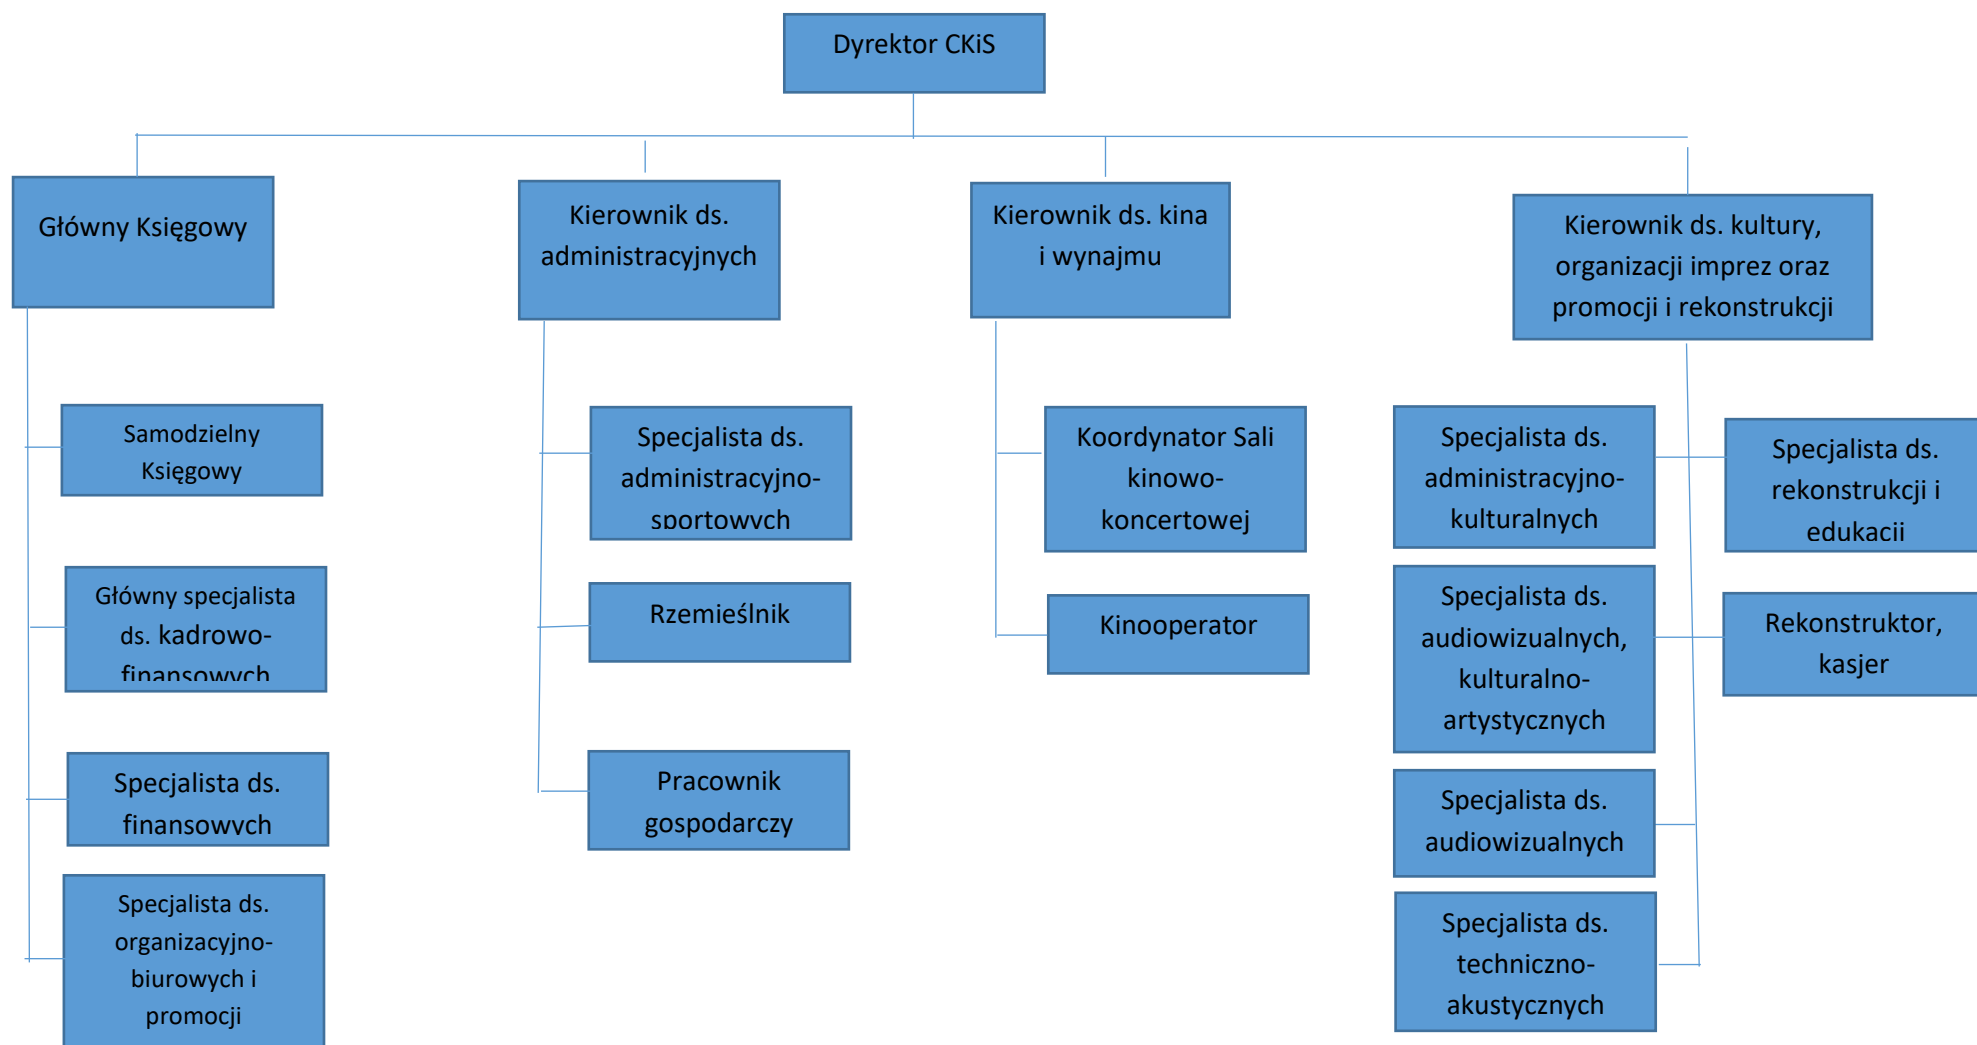 Dyrektor CKiS
Główny Księgowy
Kierownik ds.
administracyjnych
Kierownik ds. kina
i wynajmu
Kierownik ds. kultury,
organizacji imprez oraz
promocji i rekonstrukcji
Samodzielny
Księgowy
Główny specjalista
ds. kadrowo-
finansowych
Specjalista ds.
finansowych
Specjalista ds.
organizacyjno-
biurowych i
promocji
Specjalista ds.
administracyjno-
sportowych
Rzemieślnik
Pracownik
gospodarczy
Koordynator Sali
kinowo-
koncertowej
Kinooperator
Specjalista ds.
administracyjno-
kulturalnych
Specjalista ds.
audiowizualnych,
kulturalno-
artystycznych
Specjalista ds.
audiowizualnych
Specjalista ds.
techniczno-
akustycznych
Specjalista ds.
rekonstrukcji i
edukacji
Rekonstruktor,
kasjer